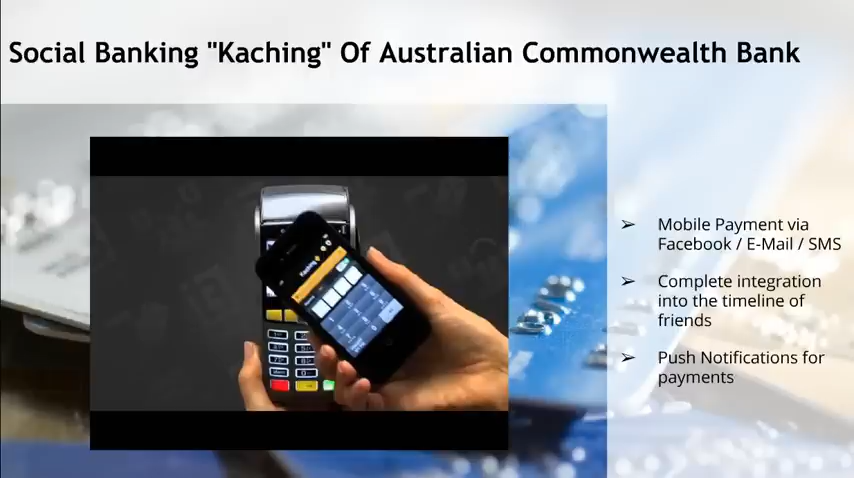 Social Banking "Kaching" Of Australian Commonwealth Bank
Kaching
➢ Mobile Payment via
Facebook / E-Mail / SMS
➢ Complete integration
into the timeline of
friends
➢ Push Notifications for
payments